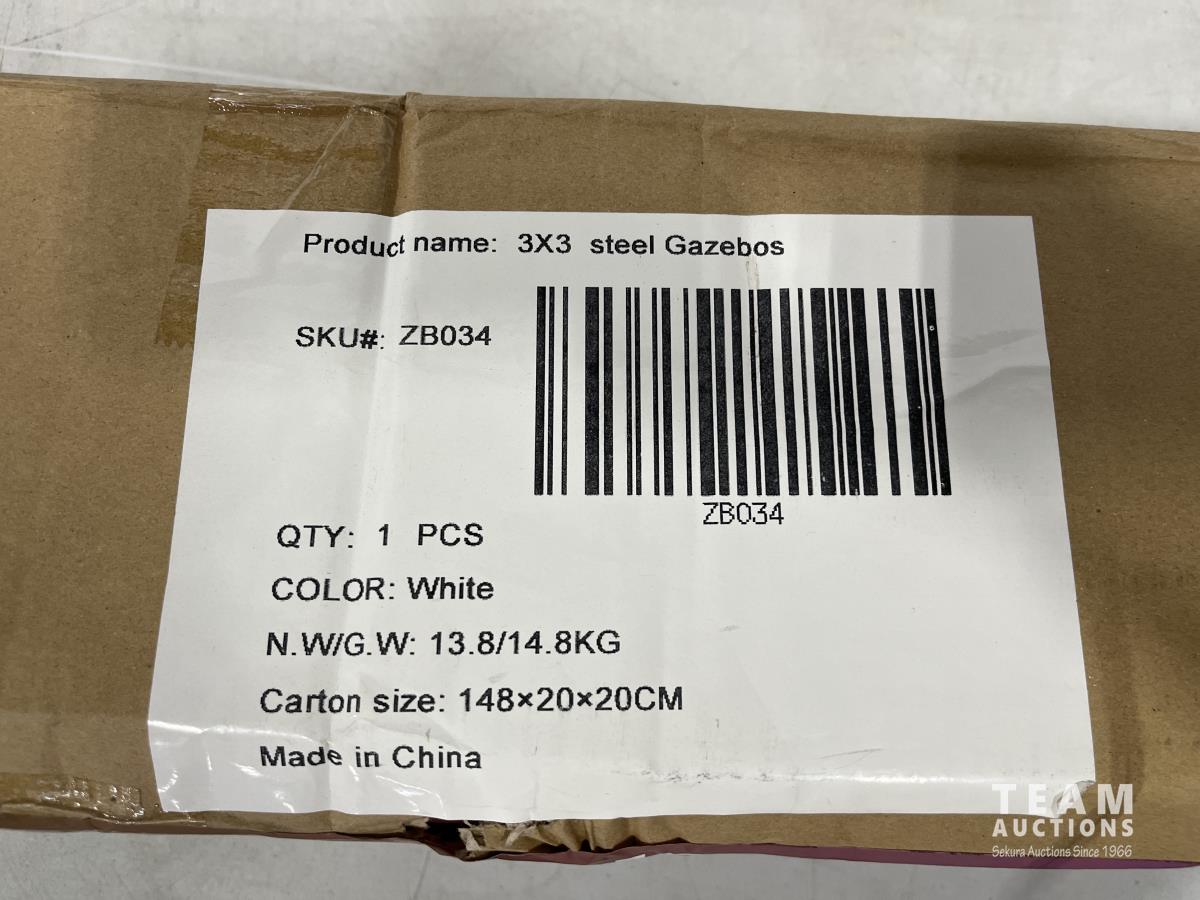 Product name: 3X3 steel Gazebos
SKU#: ZB034
ZB034
QTY: 1 PCS
COLOR: White
N.W/G.W: 13.8/14.8KG
Carton size: 148×20×20CM
Made in China
TEAM
AUCTIONS
Sekura Auctions Since 1966